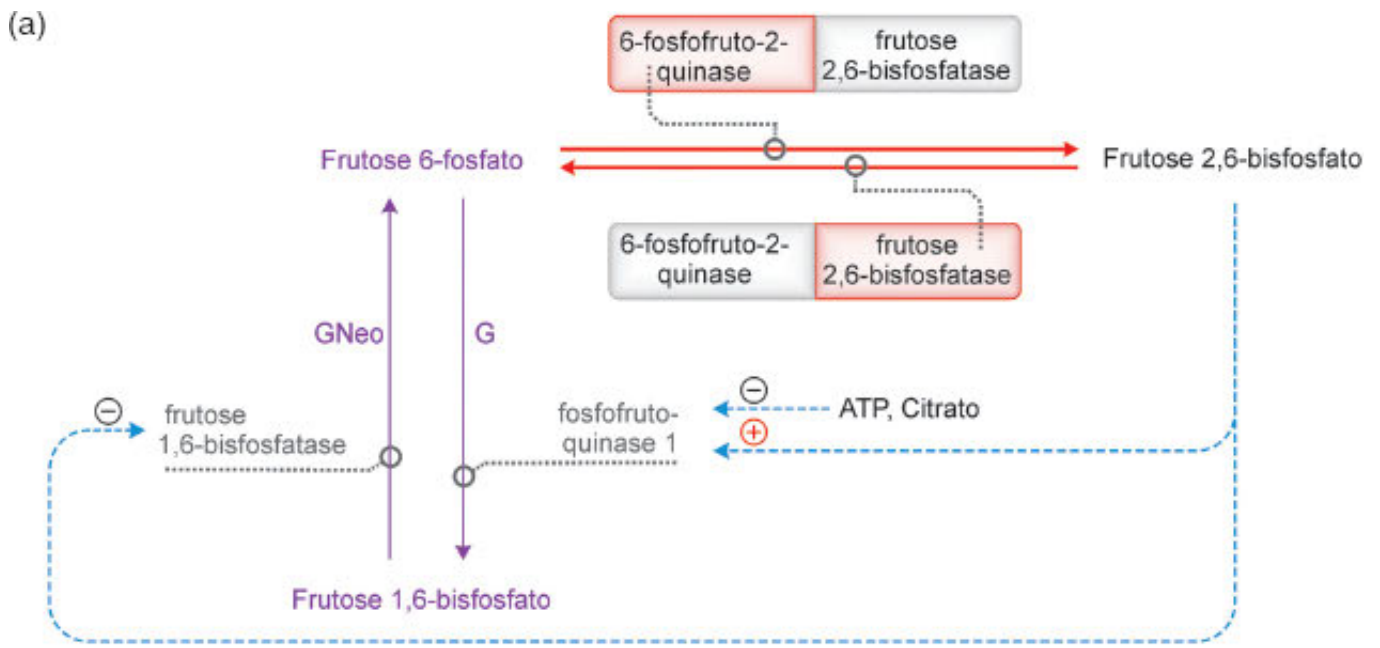 (a)
6-fosfofruto-2-
quinase
frutose
2,6-bisfosfatase
Frutose 6-fosfato
Frutose 2,6-bisfosfato
6-fosfofruto-2-
quinase
frutose
2,6-bisfosfatase
GNeo
G
−
frutose
1,6-bisfosfatase
fosfofruto-
quinase 1
−
ATP, Citrato
+
Frutose 1,6-bisfosfato